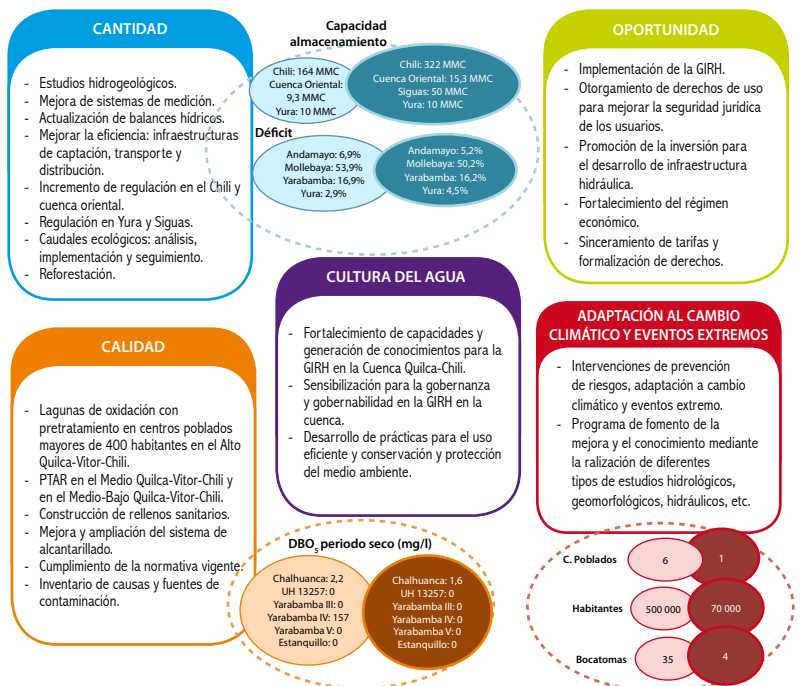 CANTIDAD
- Estudios hidrogeológicos.
- Mejora de sistemas de medición.
- Actualización de balances hídricos.
- Mejorar la eficiencia: infraestructuras
de captación, transporte y
distribución.
- Incremento de regulación en el Chili y
cuenca oriental.
- Regulación en Yura y Siguas.
- Caudales ecológicos: análisis,
implementación y seguimiento.
- Reforestación.
Capacidad
almacenamiento
Chili: 164 MMC
Cuenca Oriental:
9,3 MMC
Yura: 10 MMC
Chili: 322 MMC
Cuenca Oriental: 15,3 MMC
Siguas: 50 MMC
Yura: 10 MMC
Déficit
Andamayo: 6,9%
Mollebaya: 53,9%
Yarabamba: 16,9%
Yura: 2,9%
Andamayo: 5,2%
Mollebaya: 50,2%
Yarabamba: 16,2%
Yura: 4,5%
OPORTUNIDAD
- Implementación de la GIRH.
- Otorgamiento de derechos de uso
para mejorar la seguridad jurídica
de los usuarios.
- Promoción de la inversión para
el desarrollo de infraestructura
hidráulica.
- Fortalecimiento del régimen
económico.
- Sinceramiento de tarifas y
formalización de derechos.
CULTURA DEL AGUA
- Fortalecimiento de capacidades y
generación de conocimientos para la
GIRH en la Cuenca Quilca-Chili.
- Sensibilización para la gobernanza
y gobernabilidad en la GIRH en la
cuenca.
- Desarrollo de prácticas para el uso
eficiente y conservación y protección
del medio ambiente.
CALIDAD
- Lagunas de oxidación con
pretratamiento en centros poblados
mayores de 400 habitantes en el Alto
Quilca-Vitor-Chili.
- PTAR en el Medio Quilca-Vitor-Chili y
en el Medio-Bajo Quilca-Vitor-Chili.
- Construcción de rellenos sanitarios.
- Mejora y ampliación del sistema de
alcantarillado.
- Cumplimiento de la normativa vigente.
- Inventario de causas y fuentes de
contaminación.
DBO5 periodo seco (mg/l)
Chalhuanca: 2,2
UH 13257: 0
Yarabamba III: 0
Yarabamba IV: 157
Yarabamba V: 0
Estanquillo: 0
Chalhuanca: 1,6
UH 13257: 0
Yarabamba III: 0
Yarabamba IV: 0
Yarabamba V: 0
Estanquillo: 0
ADAPTACIÓN AL CAMBIO
CLIMÁTICO Y EVENTOS EXTREMOS
- Intervenciones de prevención
de riesgos, adaptación a cambio
climático y eventos extremo.
- Programa de fomento de la
mejora y el conocimiento mediante
la ralización de diferentes
tipos de estudios hidrológicos,
geomorfológicos, hidráulicos, etc.
C. Poblados 6 1
Habitantes 500 000 70 000
Bocatomas 35 4